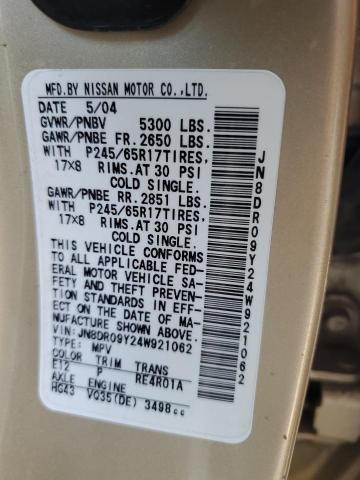 MFD.BY NISSAN MOTOR CO.,LTD.
DATE 5/04
GVWR/PNBV 5300 LBS.
GAWR/PNBE FR. 2650 LBS.
WITH P245/65R17TIRES,
17X8 RIMS.AT 30 PSI
COLD SINGLE.
GAWR/PNBE RR. 2851 LBS.
WITH P245/65R17TIRES,
17X8 RIMS.AT 30 PSI
COLD SINGLE.
THIS VEHICLE CONFORMS
TO ALL APPLICABLE FED-
ERAL MOTOR VEHICLE SA-
FETY AND THEFT PREVEN-
TION STANDARDS IN EFF-
ECT ON THE DATE OF MA-
NUFACTURE SHOWN ABOVE.
VIN:JN8DR09Y24W921062
TYPE: MPV
COLOR TRIM TRANS
E12 P RE4R01A
AXLE ENGINE
HG43 VQ35(DE) 3498cc
JN8DR09Y24W921062